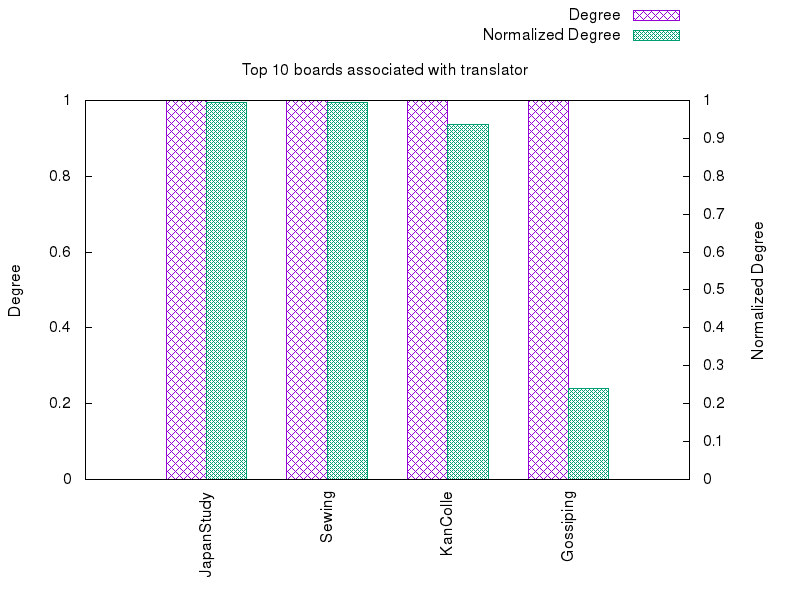 Degree
Normalized Degree
Top 10 boards associated with translator
1
0.8
0.6
0.4
0.2
0
1
0.9
0.8
0.7
0.6
0.5
0.4
0.3
0.2
0.1
0
Degree
Normalized Degree
JapanStudy
Sewing
KanColle
Gossiping